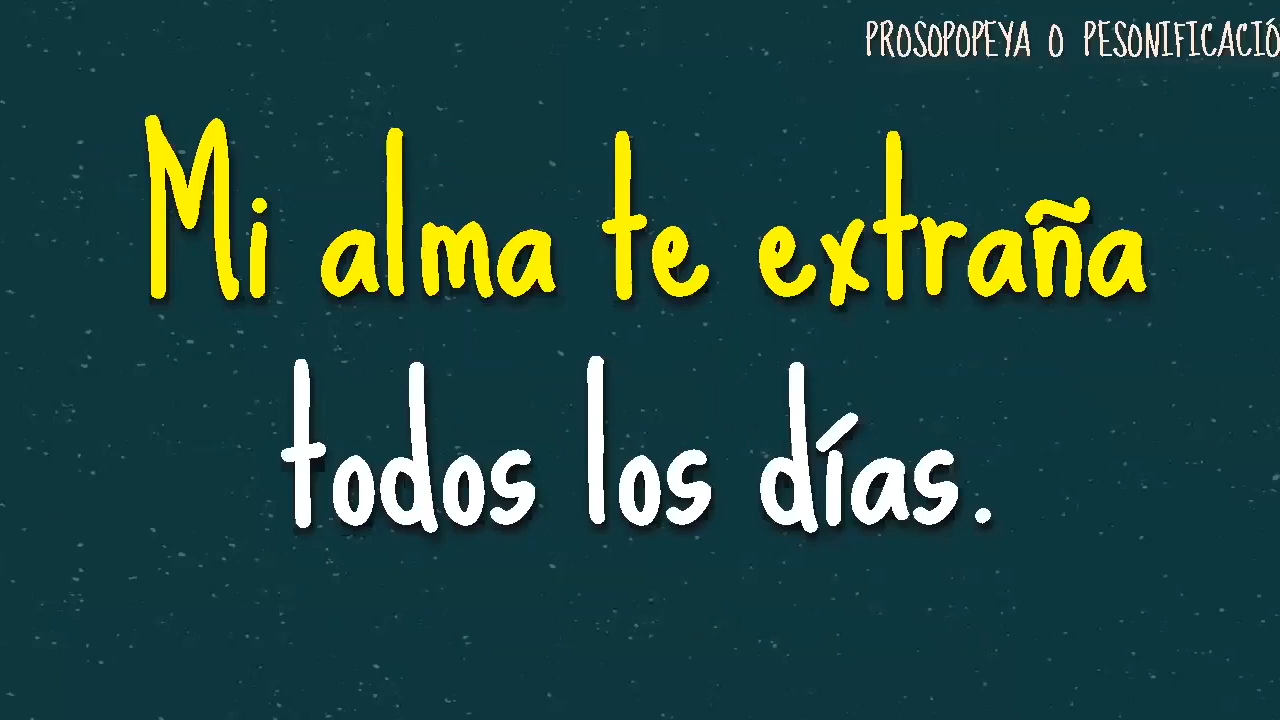 PROSOPOPEYA O PESONIFICACIÓ
Mi alma te extraña
todos los días.